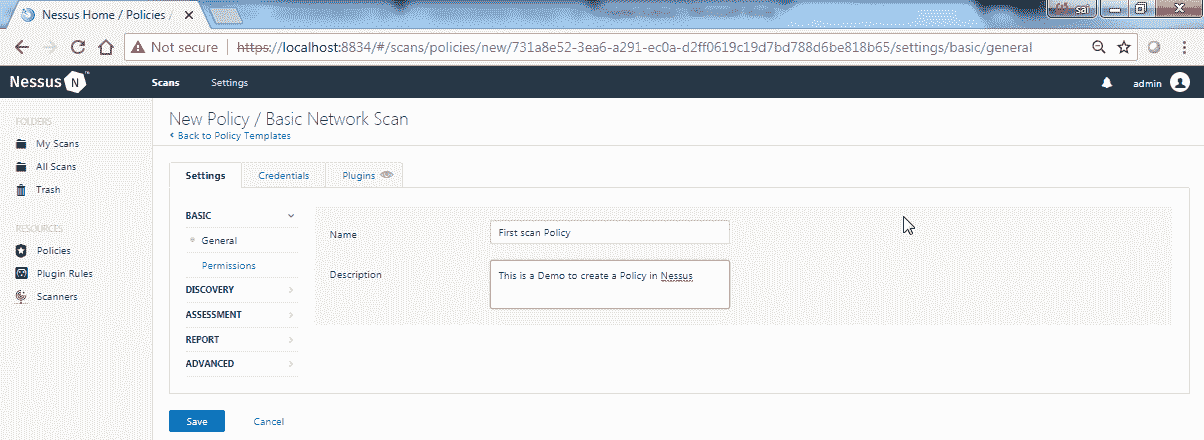 Nessus Home / Policies /
sai
Not secure https://localhost:8834/#/scans/policies/new/731a8e52-3ea6-a291-ec0a-d2ff0619c19d7bd788d6be818b65/settings/basic/general
Nessus N Scans Settings admin
FOLDERS
My Scans
All Scans
Trash
RESOURCES
Policies
Plugin Rules
Scanners
New Policy / Basic Network Scan
Back to Policy Templates
Settings Credentials Plugins
BASIC
General
Permissions
DISCOVERY
ASSESSMENT
REPORT
ADVANCED
Name First scan Policy
Description This is a Demo to create a Policy in Nessus
Save Cancel